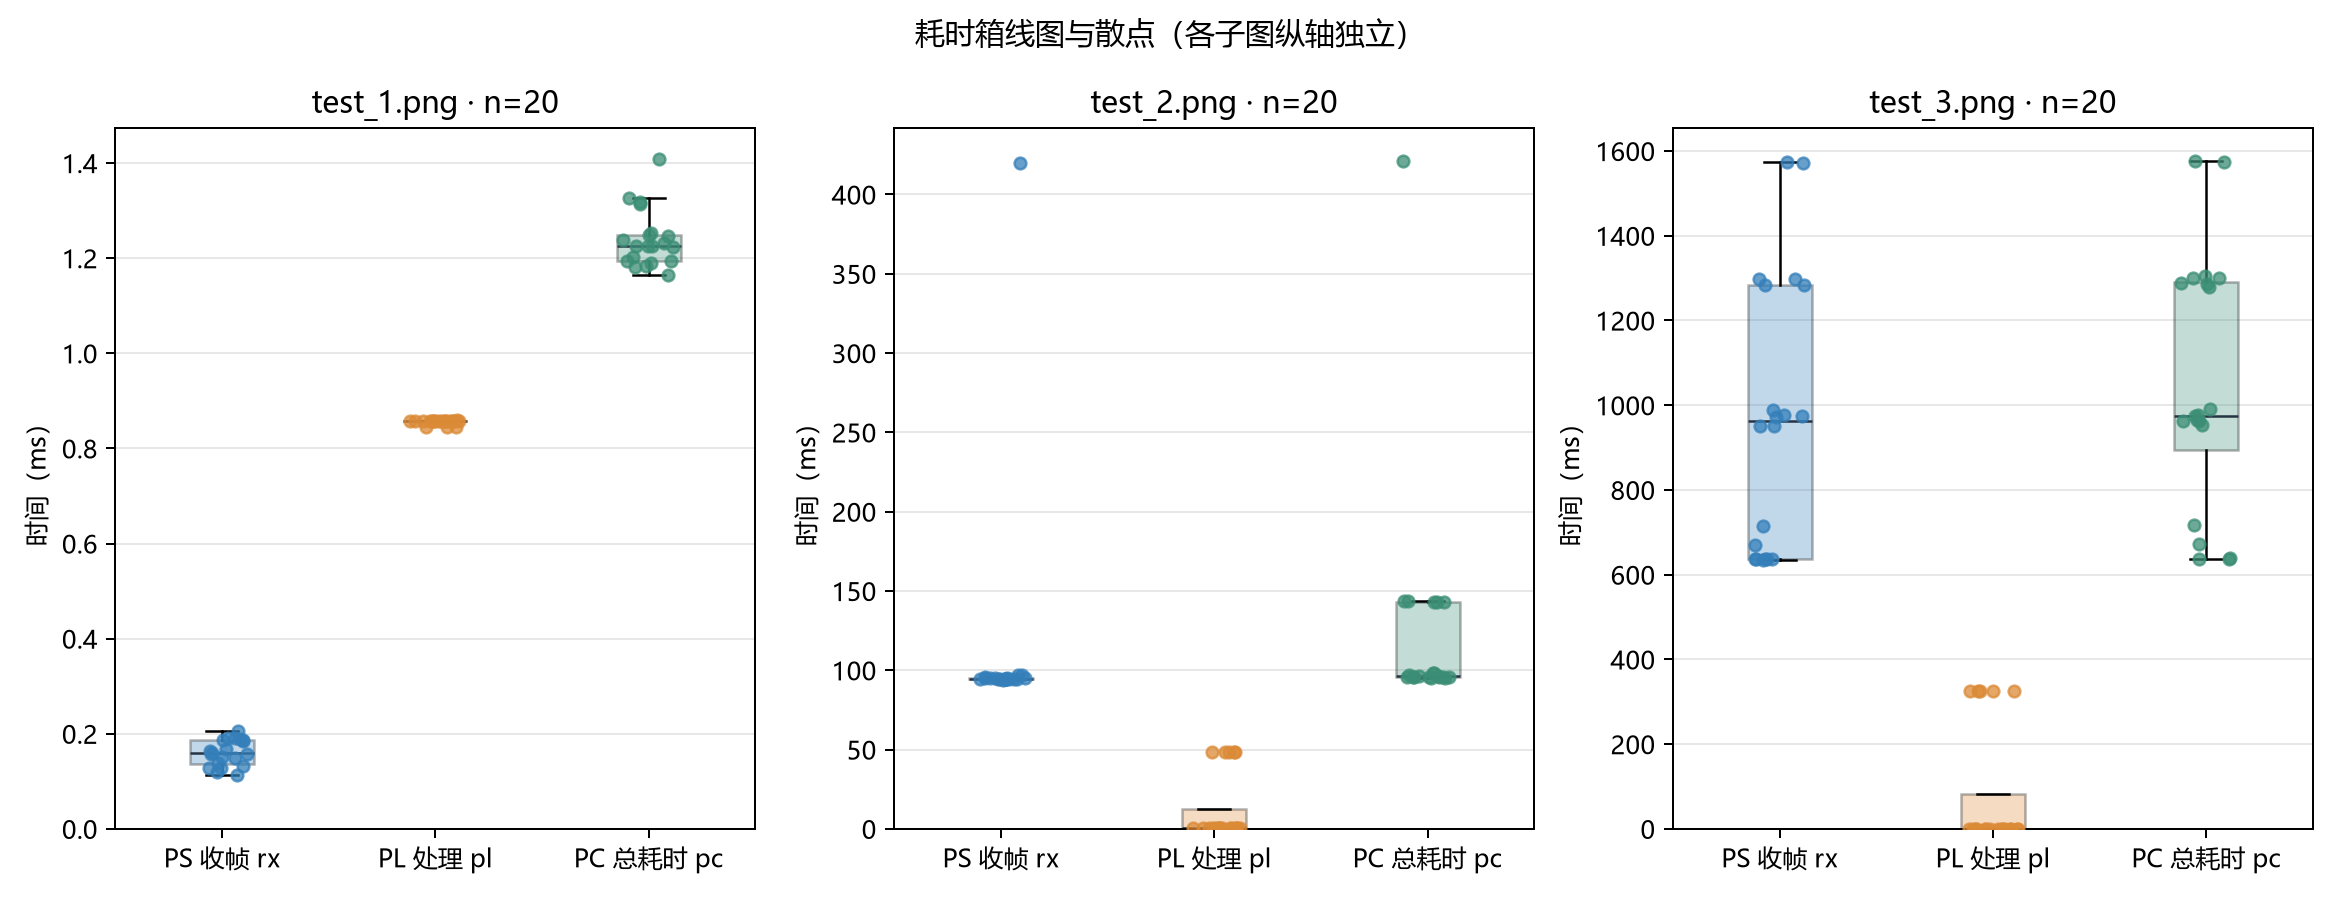 耗时箱线图与散点（各子图纵轴独立）
test_1.png · n=20
时间（ms）
1.4
1.2
1.0
0.8
0.6
0.4
0.2
0.0
PS 收帧 rx
PL 处理 pl
PC 总耗时 pc
test_2.png · n=20
时间（ms）
400
350
300
250
200
150
100
50
0
PS 收帧 rx
PL 处理 pl
PC 总耗时 pc
test_3.png · n=20
时间（ms）
1600
1400
1200
1000
800
600
400
200
0
PS 收帧 rx
PL 处理 pl
PC 总耗时 pc